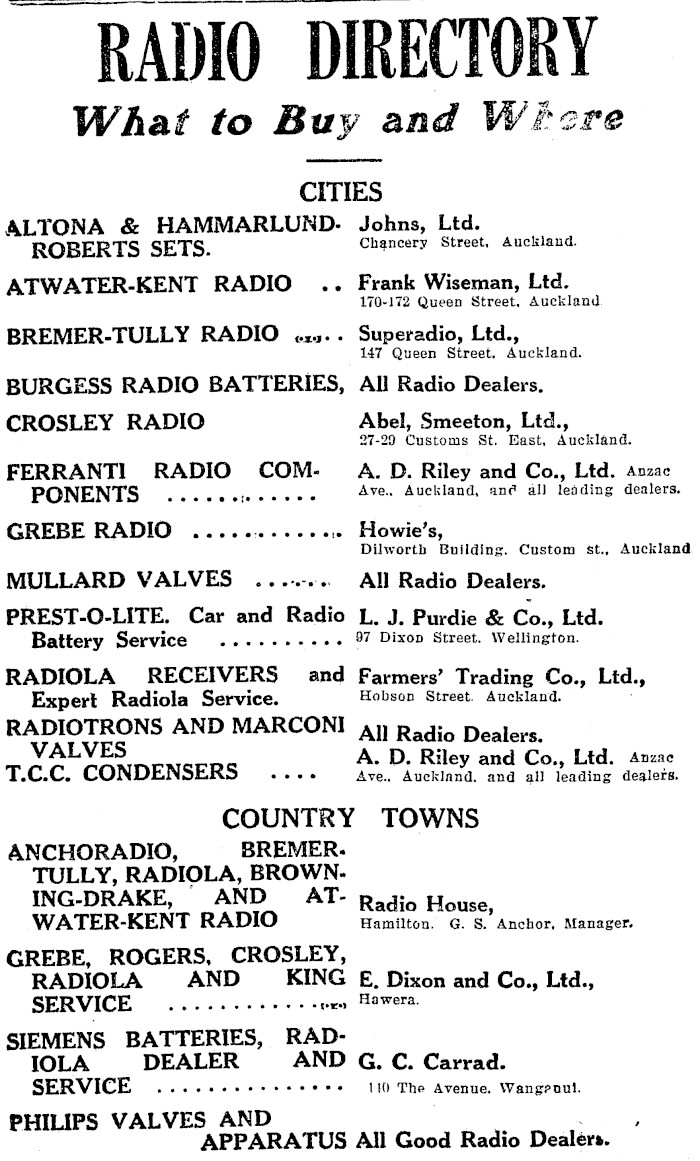 RADIO DIRECTORY
What to Buy and Where
CITIES
ALTONA & HAMMARLUND- Johns, Ltd.
ROBERTS SETS. Chancery Street, Auckland.
ATWATER-KENT RADIO .. Frank Wiseman, Ltd.
170-172 Queen Street, Auckland
BREMER-TULLY RADIO .... Superadio, Ltd.,
147 Queen Street, Auckland.
BURGESS RADIO BATTERIES, All Radio Dealers.
CROSLEY RADIO Abel, Smeeton, Ltd.,
27-29 Customs St. East, Auckland.
FERRANTI RADIO COM- A. D. Riley and Co., Ltd. Anzac
PONENTS ............. Ave., Auckland, and all leading dealers.
GREBE RADIO ............. Howie's,
Dilworth Building, Custom st., Auckland
MULLARD VALVES ....... All Radio Dealers.
PREST-O-LITE. Car and Radio L. J. Purdie & Co., Ltd.
Battery Service .......... 97 Dixon Street, Wellington.
RADIOLA RECEIVERS and Farmers' Trading Co., Ltd.,
Expert Radiola Service. Hobson Street, Auckland.
RADIOTRONS AND MARCONI All Radio Dealers.
VALVES
T.C.C. CONDENSERS .... A. D. Riley and Co., Ltd. Anzac
Ave., Auckland, and all leading dealers.
COUNTRY TOWNS
ANCHORADIO, BREMER-
TULLY, RADIOLA, BROWN-
ING-DRAKE, AND AT- Radio House,
WATER-KENT RADIO Hamilton. G. S. Anchor, Manager.
GREBE, ROGERS, CROSLEY,
RADIOLA AND KING E. Dixon and Co., Ltd.,
SERVICE .............. Hawera.
SIEMENS BATTERIES, RAD-
IOLA DEALER AND G. C. Carrad.
SERVICE ............... 140 The Avenue, Wanganui.
PHILIPS VALVES AND
APPARATUS All Good Radio Dealers.